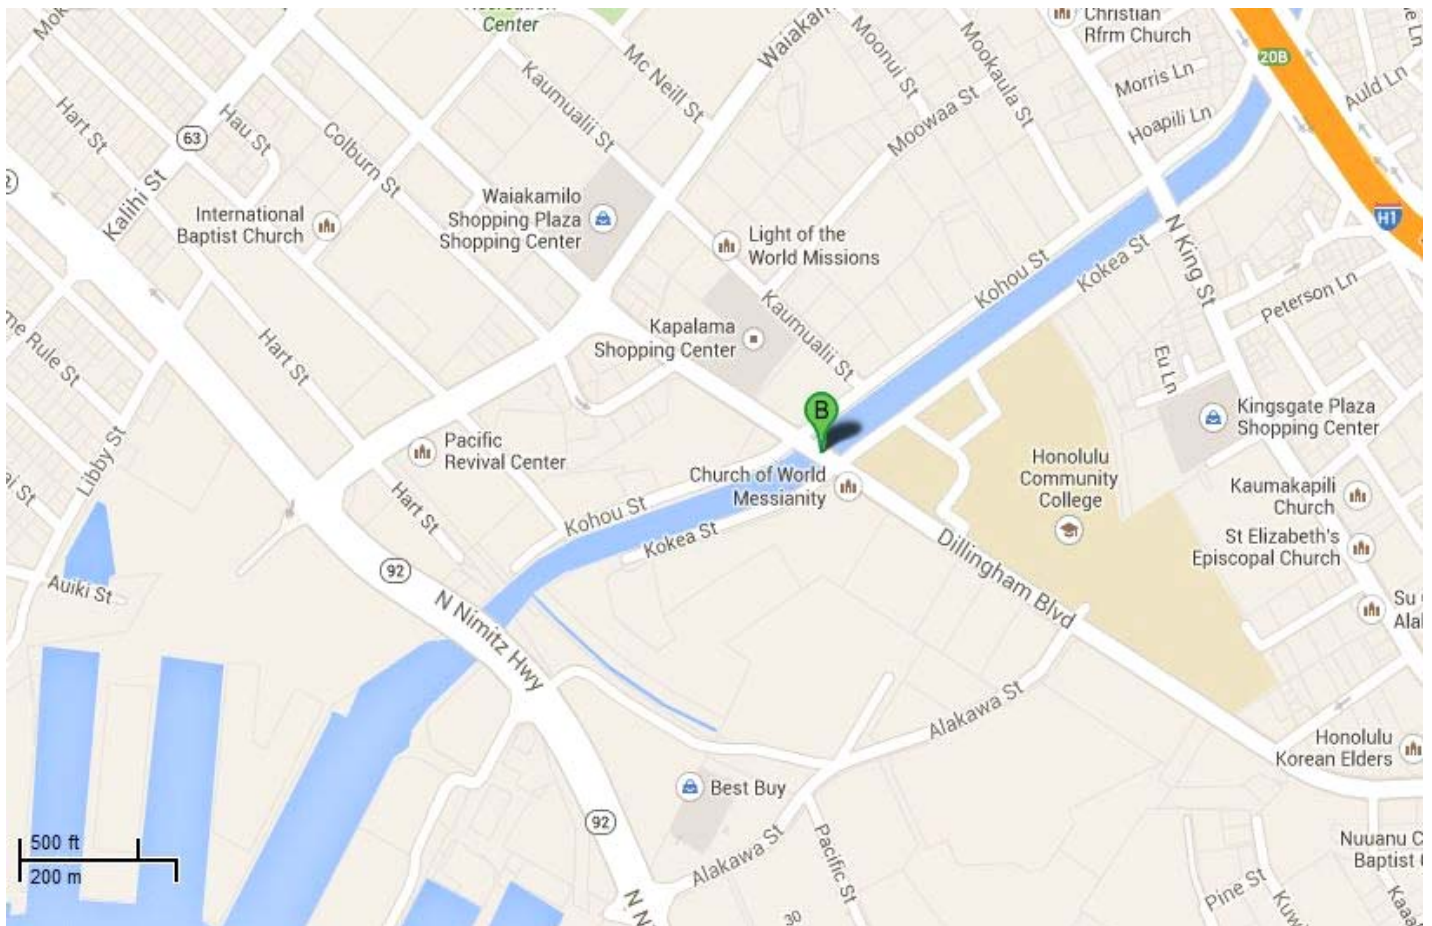 Center
Christian
Rfrm Church
20B
Mc Neill St
Moonui St
Mookaula St
Morris Ln
Auld Ln
Hoapili Ln
Moowaa St
Kaumualii St
Hart St
Hau St
63
Colburn St
Kalihi St
H1
International
Baptist Church
Waiakamilo
Shopping Plaza
Shopping Center
Light of the
World Missions
N King St
Kohou St
Kokea St
Peterson Ln
Kaumualii St
Kapalama
Shopping Center
Hart St
Rule St
Eu Ln
B
Kingsgate Plaza
Shopping Center
Pacific
Revival Center
Libby St
Church of World
Messianity
Honolulu
Community
College
Kaumakapili
Church
Hart St
Kohou St
Kokea St
St Elizabeth's
Episcopal Church
Dillingham Blvd
92
Auiki St
N Nimitz Hwy
Su
Alakawa St
Honolulu
Korean Elders
Best Buy
92
500 ft
200 m
Alakawa St
Pacific St
Nuuanu C
Baptist
Pine St
30